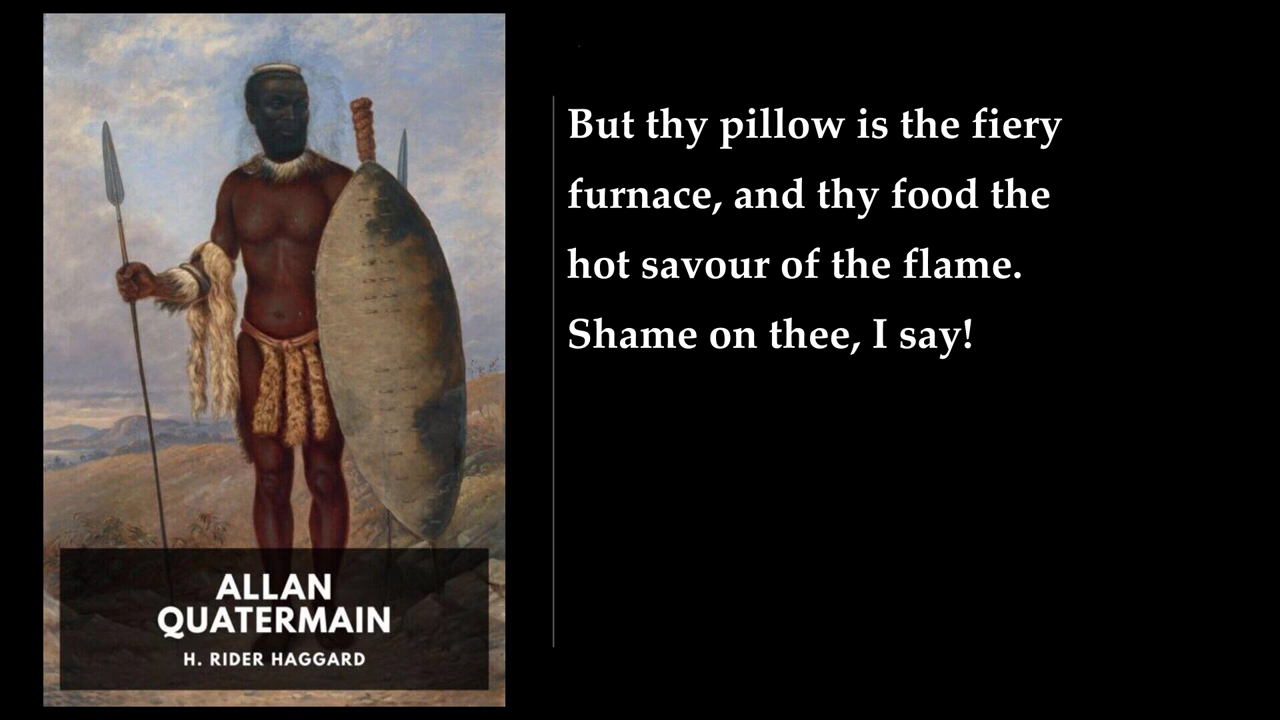 But thy pillow is the fiery
furnace, and thy food the
hot savour of the flame.
Shame on thee, I say!
ALLAN
QUATERMAIN
H. RIDER HAGGARD